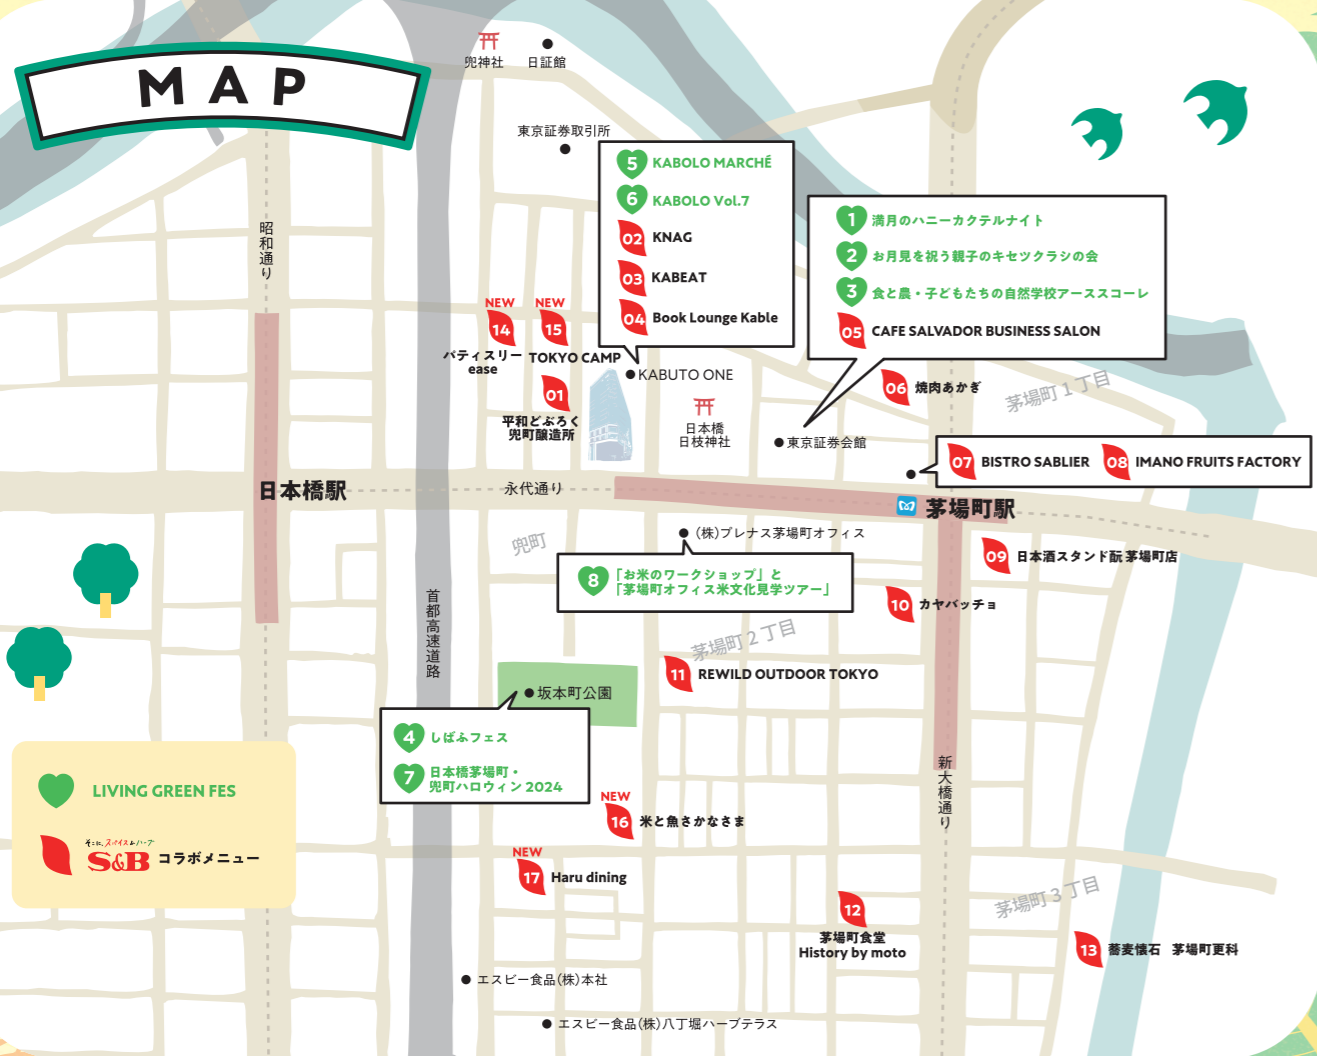 MAP
兜神社
日証館
東京証券取引所
5 KABOLO MARCHÉ
6 KABOLO Vol.7
02 KNAG
03 KABEAT
04 Book Lounge Kable
1 満月のハニーカクテルナイト
2 お月見を祝う親子のキセツクラシの会
3 食と農・子どもたちの自然学校アーススコーレ
05 CAFE SALVADOR BUSINESS SALON
昭和通り
NEW
14
パティスリー
ease
NEW
15
TOKYO CAMP
01
平和どぶろく
兜町醸造所
KABUTO ONE
日本橋
日枝神社
東京証券会館
06 焼肉あかぎ
茅場町1丁目
07 BISTRO SABLIER
08 IMANO FRUITS FACTORY
日本橋駅
永代通り
茅場町駅
兜町
(株)プレナス茅場町オフィス
8 「お米のワークショップ」と
「茅場町オフィス米文化見学ツアー」
09 日本酒スタンド酛 茅場町店
10 カヤバッチョ
首都高速道路
茅場町2丁目
11 REWILD OUTDOOR TOKYO
坂本町公園
4 しばふフェス
7 日本橋茅場町・
兜町ハロウィン 2024
新大橋通り
LIVING GREEN FES
そこに、スパイス&ハーブ
S&B コラボメニュー
NEW
16 米と魚さかなさま
NEW
17 Haru dining
12
茅場町食堂
History by moto
茅場町3丁目
13 蕎麦懐石 茅場町更科
エスビー食品(株)本社
エスビー食品(株)八丁堀ハーブテラス